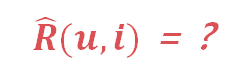 R̂(u, i) = ?